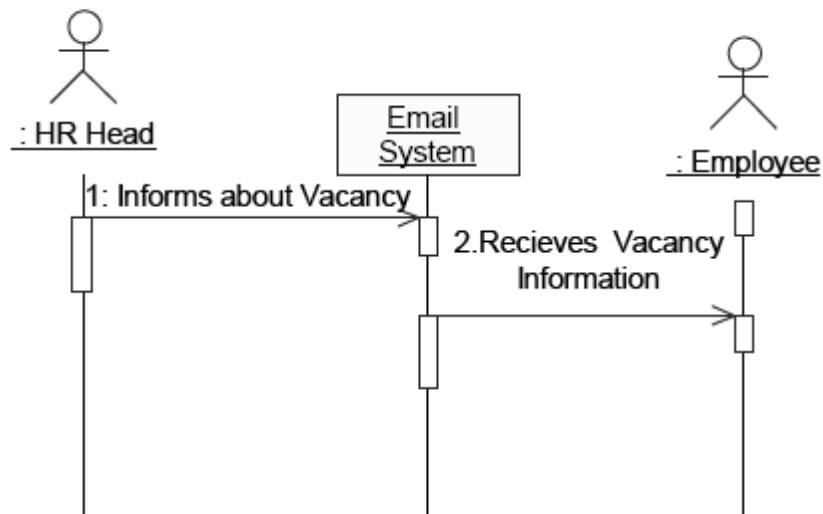 : HR Head
Email
System
: Employee
1: Informs about Vacancy
2.Recieves Vacancy
Information